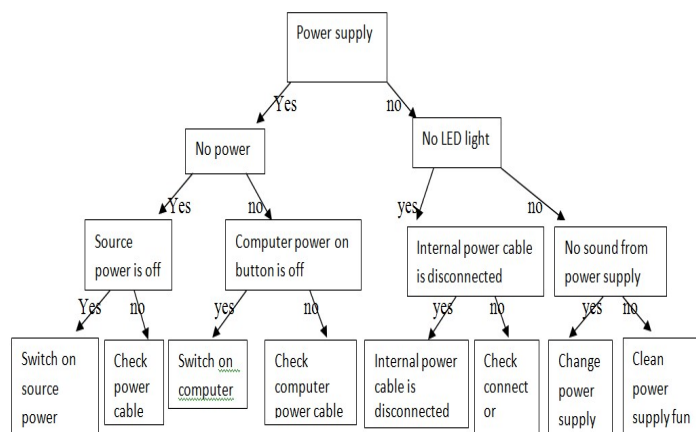 Power supply
Yes
no
No power
No LED light
Yes
no
yes
no
Source
power is off
Computer power on
button is off
Internal power cable
is disconnected
No sound from
power supply
Yes
no
yes
no
yes
no
yes
no
Switch on
source
power
Check
power
cable
Switch on
computer
Check
computer
power cable
Internal power
cable is
disconnected
Check
connect
or
Change
power
supply
Clean
power
supply fun